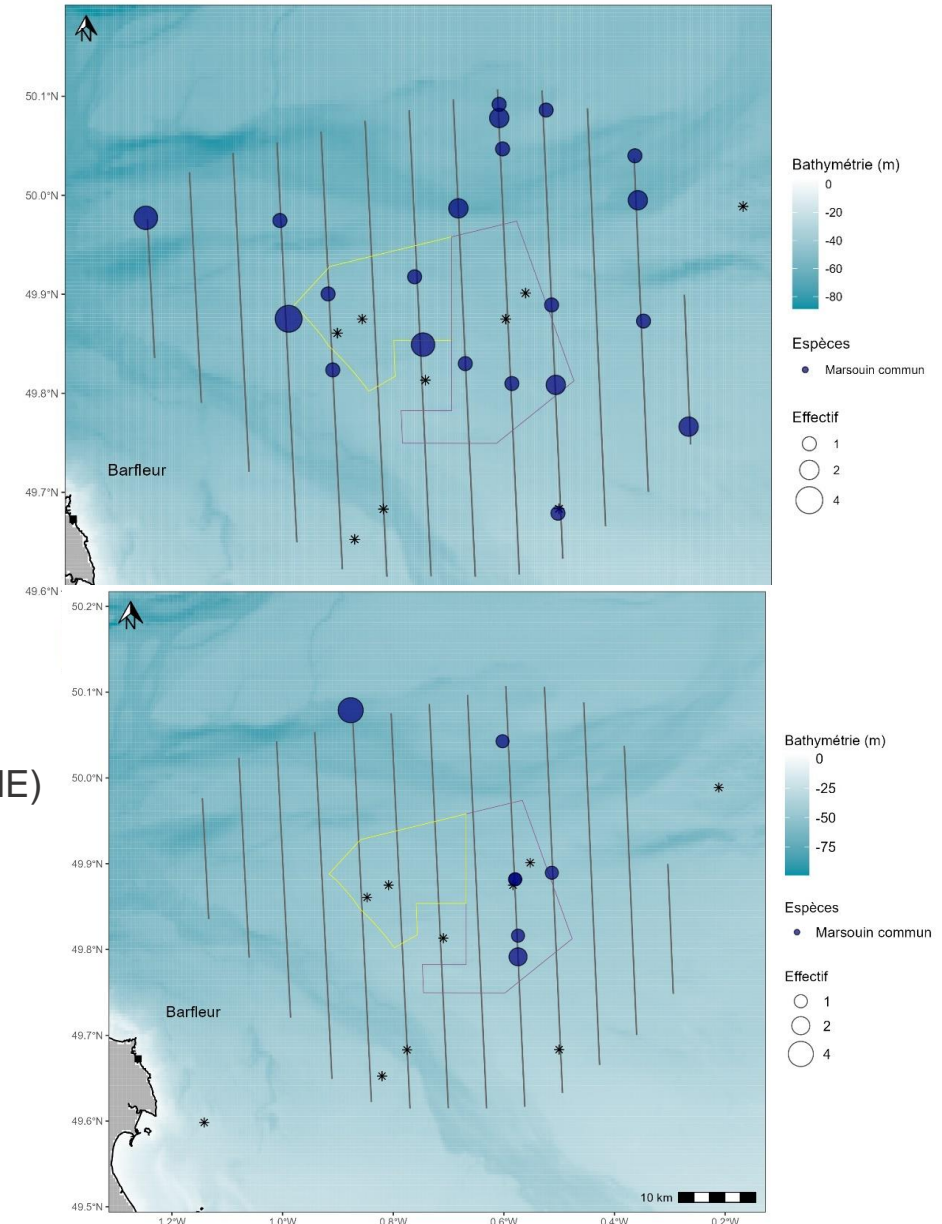 N
50.1°N
50.0°N
49.9°N
49.8°N
49.7°N
49.6°N
Barfleur
Bathymétrie (m)
0
-20
-40
-60
-80
Espèces
Marsouin commun
Effectif
1
2
4
N
50.2°N
50.1°N
50.0°N
49.9°N
49.8°N
49.7°N
49.6°N
49.5°N
IE)
Barfleur
10 km
1.2°W 1.0°W 0.8°W 0.6°W 0.4°W 0.2°W
Bathymétrie (m)
0
-25
-50
-75
Espèces
Marsouin commun
Effectif
1
2
4